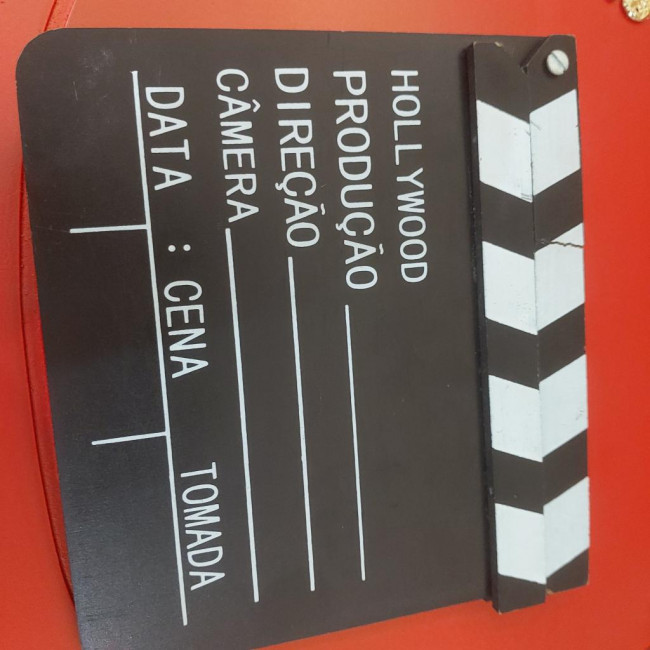 HOLLYWOOD
PRODUÇÃO
DIREÇÃO
CÂMERA
DATA : CENA TOMADA